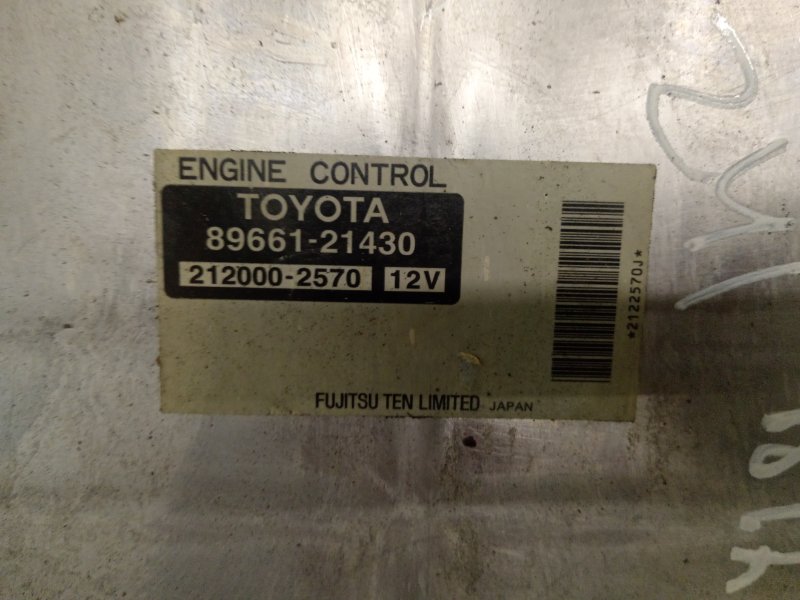 ENGINE CONTROL
TOYOTA
89661-21430
212000-2570 12V
*2122570J*
FUJITSU TEN LIMITED JAPAN